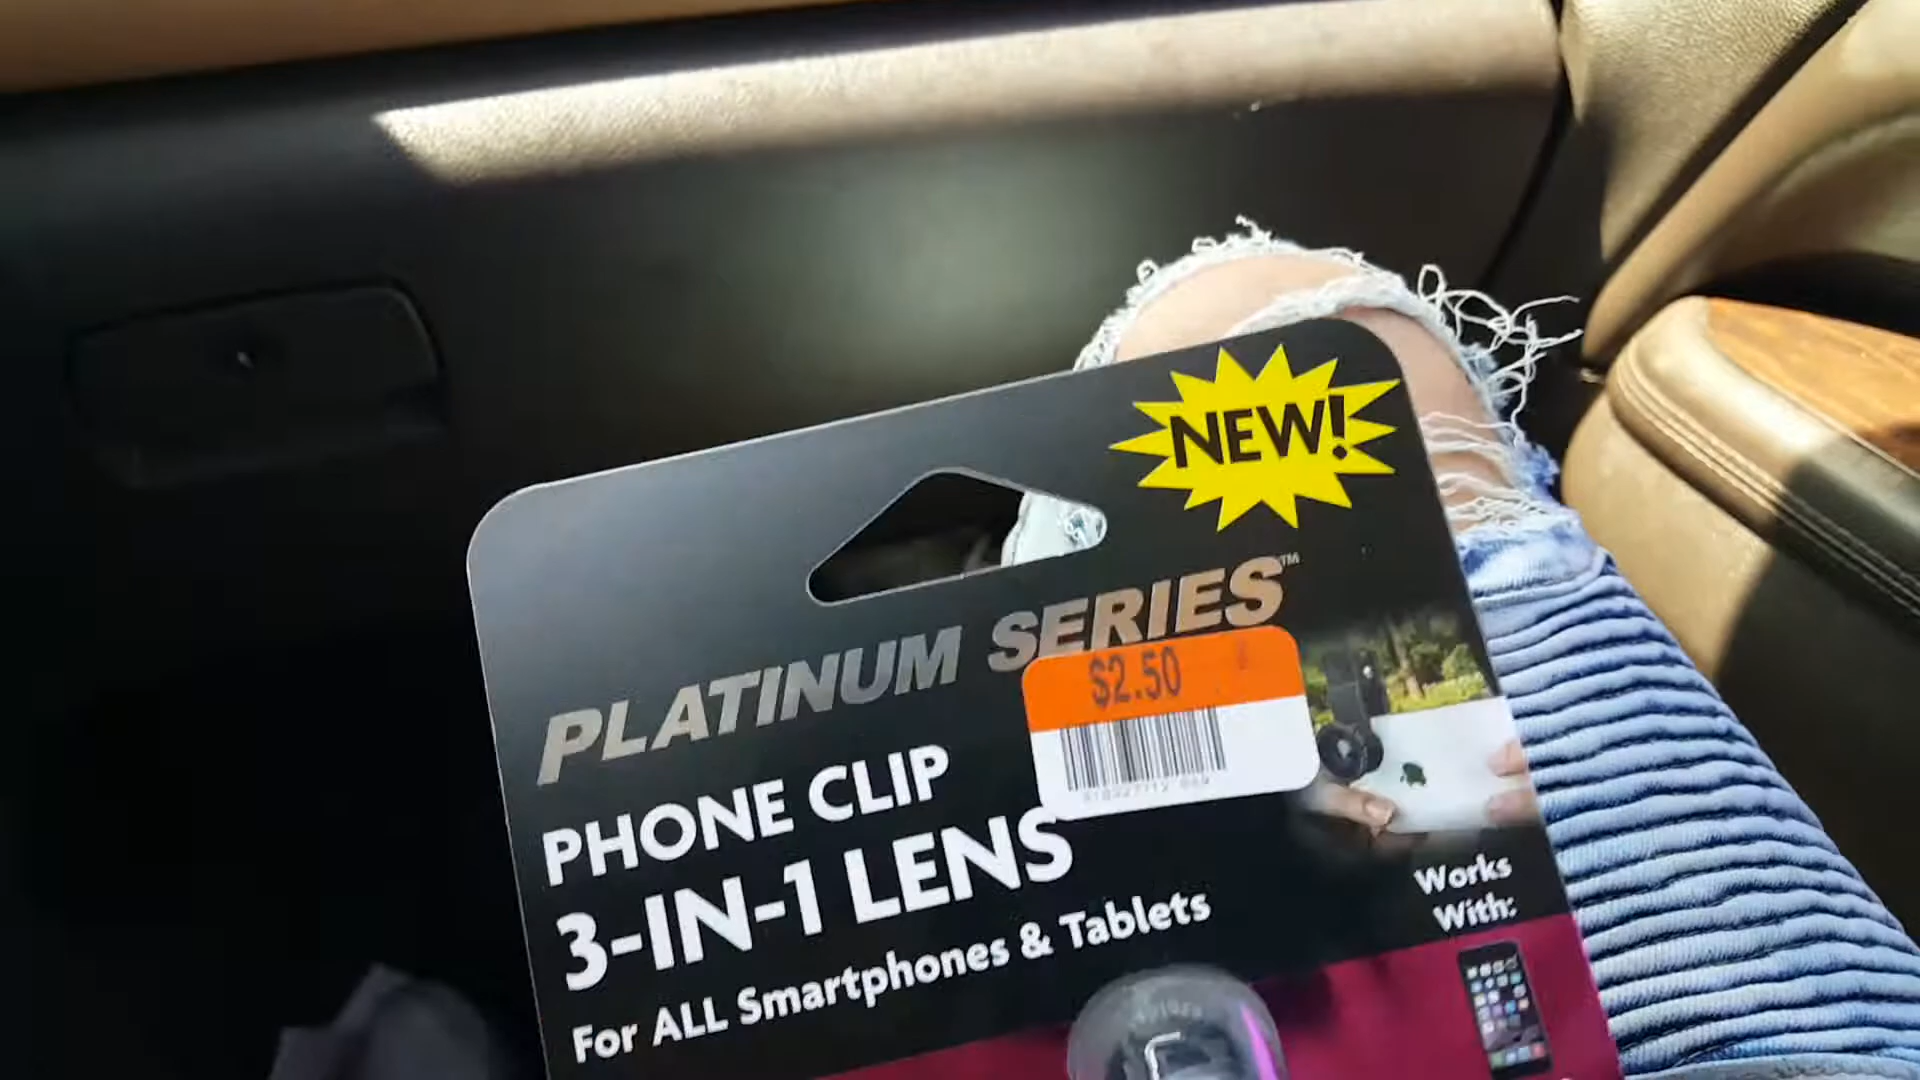 NEW!
PLATINUM SERIES™
$2.50
PHONE CLIP
3-IN-1 LENS
For ALL Smartphones & Tablets
Works
With: